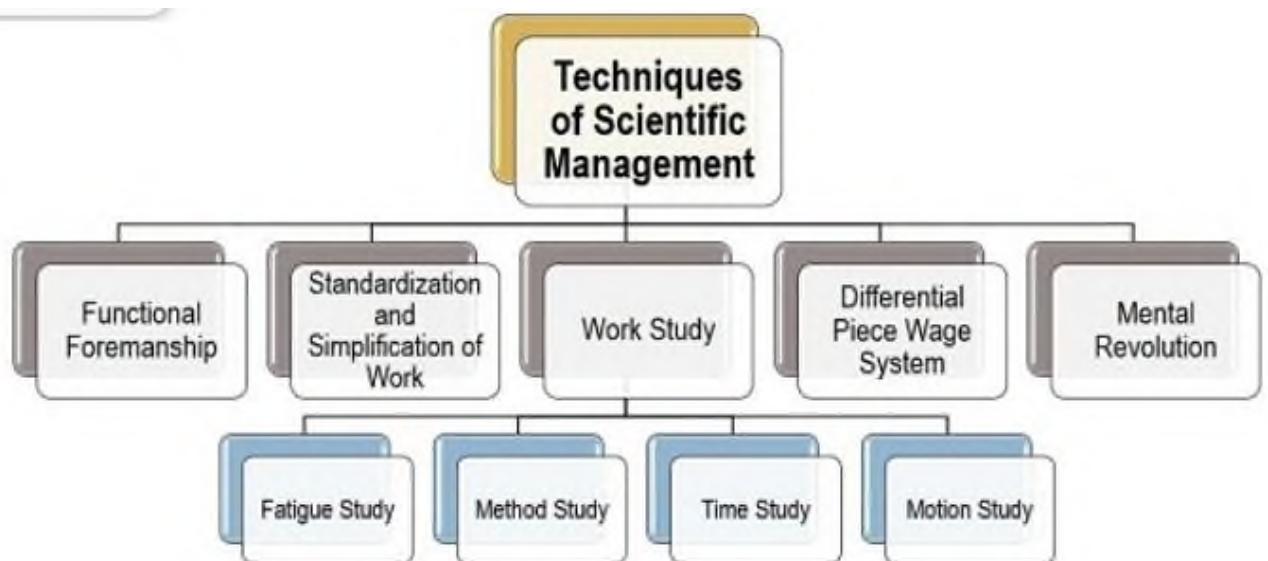 Techniques
of Scientific
Management
Functional
Foremanship
Standardization
and
Simplification of
Work
Work Study
Differential
Piece Wage
System
Mental
Revolution
Fatigue Study
Method Study
Time Study
Motion Study